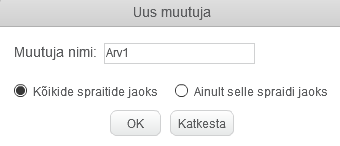 Uus muutuja
Muutuja nimi: Arv1
Kõikide spraitide jaoks Ainult selle spraidi jaoks
OK Katkesta